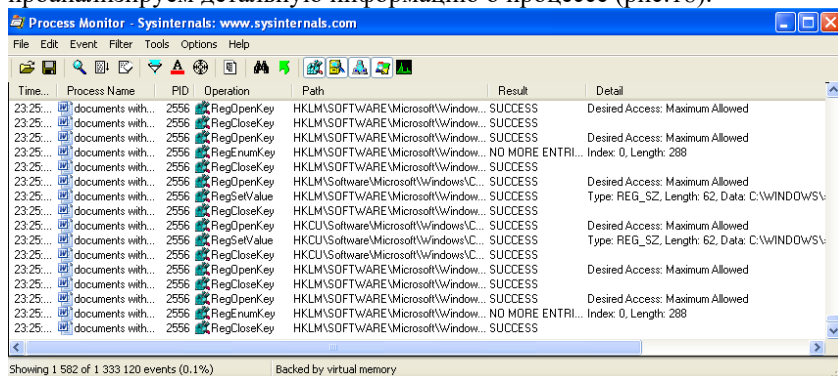 проанализируем детальную информацию о процессе (рис.18).
Process Monitor - Sysinternals: www.sysinternals.com
File Edit Event Filter Tools Options Help
Time... Process Name PID Operation Path Result Detail
23:25:... documents with... 2556 RegOpenKey HKLM\SOFTWARE\Microsoft\Window... SUCCESS Desired Access: Maximum Allowed
23:25:... documents with... 2556 RegCloseKey HKLM\SOFTWARE\Microsoft\Window... SUCCESS
23:25:... documents with... 2556 RegOpenKey HKLM\SOFTWARE\Microsoft\Window... SUCCESS Desired Access: Maximum Allowed
23:25:... documents with... 2556 RegEnumKey HKLM\SOFTWARE\Microsoft\Window... NO MORE ENTRI... Index: 0, Length: 288
23:25:... documents with... 2556 RegCloseKey HKLM\SOFTWARE\Microsoft\Window... SUCCESS
23:25:... documents with... 2556 RegOpenKey HKLM\Software\Microsoft\Windows\C... SUCCESS Desired Access: Maximum Allowed
23:25:... documents with... 2556 RegSetValue HKLM\SOFTWARE\Microsoft\Window... SUCCESS Type: REG_SZ, Length: 62, Data: C:\WINDOWS\
23:25:... documents with... 2556 RegCloseKey HKLM\SOFTWARE\Microsoft\Window... SUCCESS
23:25:... documents with... 2556 RegOpenKey HKCU\Software\Microsoft\Windows\C... SUCCESS Desired Access: Maximum Allowed
23:25:... documents with... 2556 RegSetValue HKCU\Software\Microsoft\Windows\C... SUCCESS Type: REG_SZ, Length: 62, Data: C:\WINDOWS\
23:25:... documents with... 2556 RegCloseKey HKLM\SOFTWARE\Microsoft\Window... SUCCESS
23:25:... documents with... 2556 RegOpenKey HKLM\SOFTWARE\Microsoft\Window... SUCCESS Desired Access: Maximum Allowed
23:25:... documents with... 2556 RegCloseKey HKLM\SOFTWARE\Microsoft\Window... SUCCESS
23:25:... documents with... 2556 RegOpenKey HKLM\SOFTWARE\Microsoft\Window... SUCCESS Desired Access: Maximum Allowed
23:25:... documents with... 2556 RegEnumKey HKLM\SOFTWARE\Microsoft\Window... NO MORE ENTRI... Index: 0, Length: 288
23:25:... documents with... 2556 RegCloseKey HKLM\SOFTWARE\Microsoft\Window... SUCCESS
Showing 1 582 of 1 333 120 events (0.1%) Backed by virtual memory